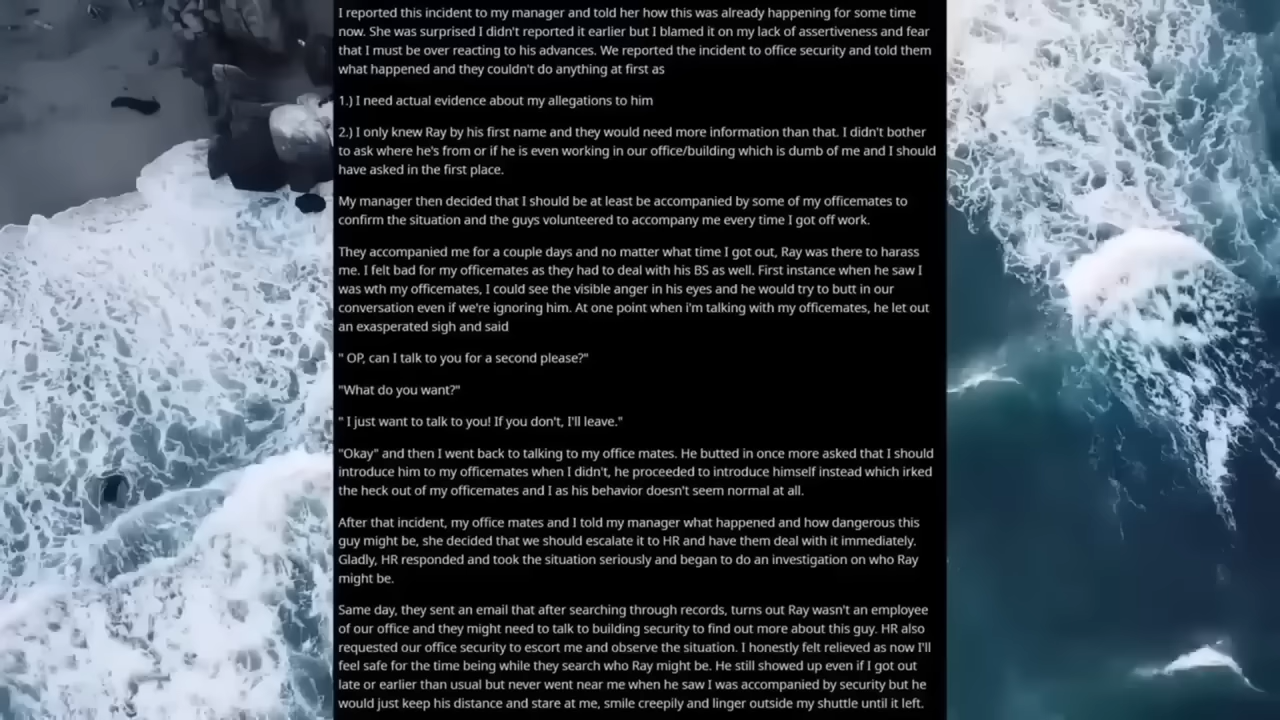 I reported this incident to my manager and told her how this was already happening for some time
now. She was surprised I didn't reported it earlier but I blamed it on my lack of assertiveness and fear
that I must be over reacting to his advances. We reported the incident to office security and told them
what happened and they couldn't do anything at first as
1.) I need actual evidence about my allegations to him
2.) I only knew Ray by his first name and they would need more information than that. I didn't bother
to ask where he's from or if he is even working in our office/building which is dumb of me and I should
have asked in the first place.
My manager then decided that I should be at least be accompanied by some of my officemates to
confirm the situation and the guys volunteered to accompany me every time I got off work.
They accompanied me for a couple days and no matter what time I got out, Ray was there to harass
me. I felt bad for my officemates as they had to deal with his BS as well. First instance when he saw I
was wth my officemates, I could see the visible anger in his eyes and he would try to butt in our
conversation even if we're ignoring him. At one point when i'm talking with my officemates, he let out
an exasperated sigh and said
" OP, can I talk to you for a second please?"
"What do you want?"
" I just want to talk to you! If you don't, I'll leave."
"Okay" and then I went back to talking to my office mates. He butted in once more asked that I should
introduce him to my officemates when I didn't, he proceeded to introduce himself instead which irked
the heck out of my officemates and I as his behavior doesn't seem normal at all.
After that incident, my office mates and I told my manager what happened and how dangerous this
guy might be, she decided that we should escalate it to HR and have them deal with it immediately.
Gladly, HR responded and took the situation seriously and began to do an investigation on who Ray
might be.
Same day, they sent an email that after searching through records, turns out Ray wasn't an employee
of our office and they might need to talk to building security to find out more about this guy. HR also
requested our office security to escort me and observe the situation. I honestly felt relieved as now I'll
feel safe for the time being while they search who Ray might be. He still showed up even if I got out
late or earlier than usual but never went near me when he saw I was accompanied by security but he
would just keep his distance and stare at me, smile creepily and linger outside my shuttle until it left.